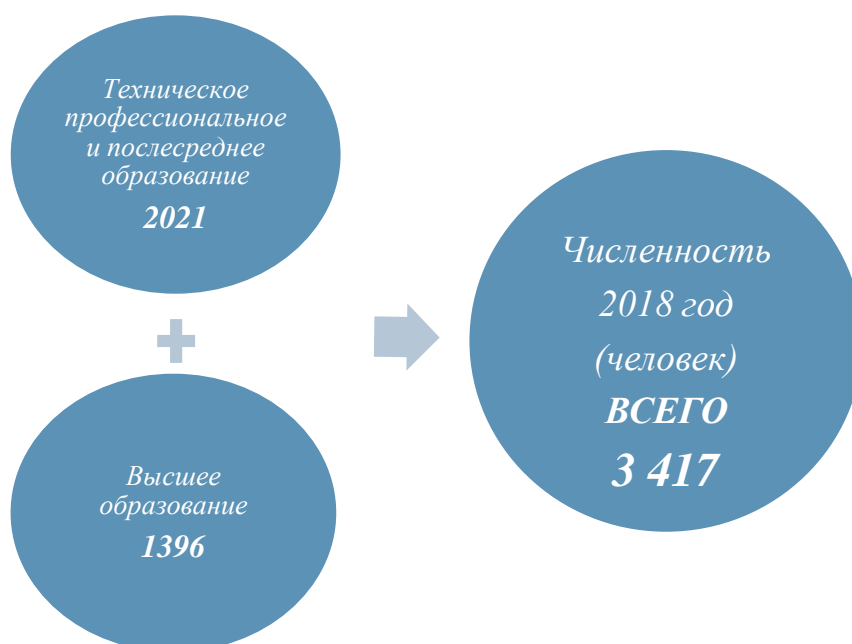 Техническое
профессиональное
и послесреднее
образование
2021
Высшее
образование
1396
Численность
2018 год
(человек)
ВСЕГО
3 417